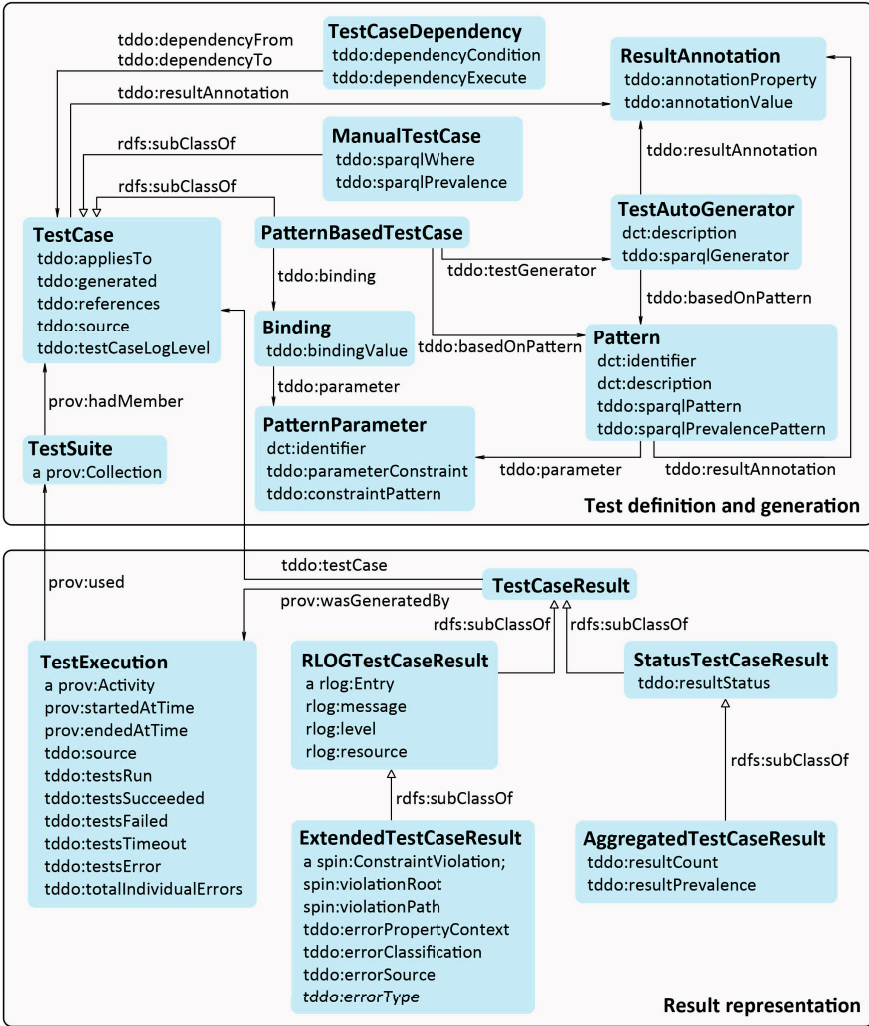 TestCaseDependency
tddo:dependencyCondition
tddo:dependencyExecute
tddo:dependencyFrom
tddo:dependencyTo
tddo:resultAnnotation
ResultAnnotation
tddo:annotationProperty
tddo:annotationValue
rdfs:subClassOf
ManualTestCase
tddo:sparqlWhere
tddo:sparqlPrevalence
tddo:resultAnnotation
rdfs:subClassOf
TestCase
tddo:appliesTo
tddo:generated
tddo:references
tddo:source
tddo:testCaseLogLevel
PatternBasedTestCase
TestAutoGenerator
dct:description
tddo:sparqlGenerator
tddo:testGenerator
tddo:binding
tddo:basedOnPattern
Binding
tddo:bindingValue
tddo:basedOnPattern
Pattern
dct:identifier
dct:description
tddo:sparqlPattern
tddo:sparqlPrevalencePattern
tddo:parameter
prov:hadMember
PatternParameter
dct:identifier
tddo:parameterConstraint
tddo:constraintPattern
TestSuite
a prov:Collection
tddo:parameter
tddo:resultAnnotation
Test definition and generation
tddo:testCase
prov:used
TestCaseResult
prov:wasGeneratedBy
rdfs:subClassOf
rdfs:subClassOf
TestExecution
a prov:Activity
prov:startedAtTime
prov:endedAtTime
tddo:source
tddo:testsRun
tddo:testsSucceeded
tddo:testsFailed
tddo:testsTimeout
tddo:testsError
tddo:totalIndividualErrors
RLOGTestCaseResult
a rlog:Entry
rlog:message
rlog:level
rlog:resource
StatusTestCaseResult
tddo:resultStatus
rdfs:subClassOf
rdfs:subClassOf
ExtendedTestCaseResult
a spin:ConstraintViolation;
spin:violationRoot
spin:violationPath
tddo:errorPropertyContext
tddo:errorClassification
tddo:errorSource
tddo:errorType
AggregatedTestCaseResult
tddo:resultCount
tddo:resultPrevalence
Result representation